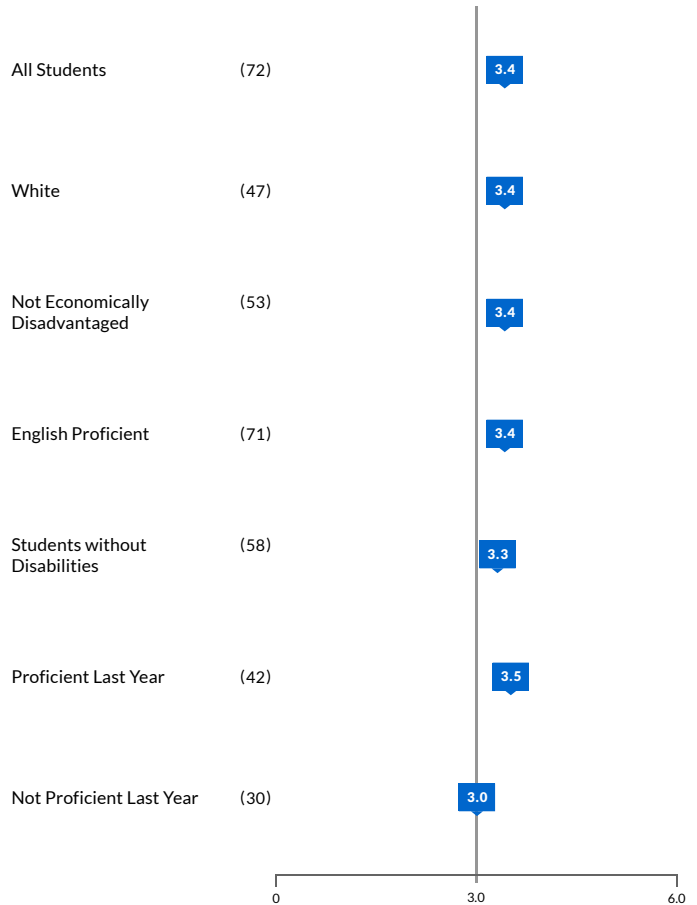 All Students (72) 3.4
White (47) 3.4
Not Economically (53) 3.4
Disadvantaged
English Proficient (71) 3.4
Students without (58) 3.3
Disabilities
Proficient Last Year (42) 3.5
Not Proficient Last Year (30) 3.0
0 3.0 6.0